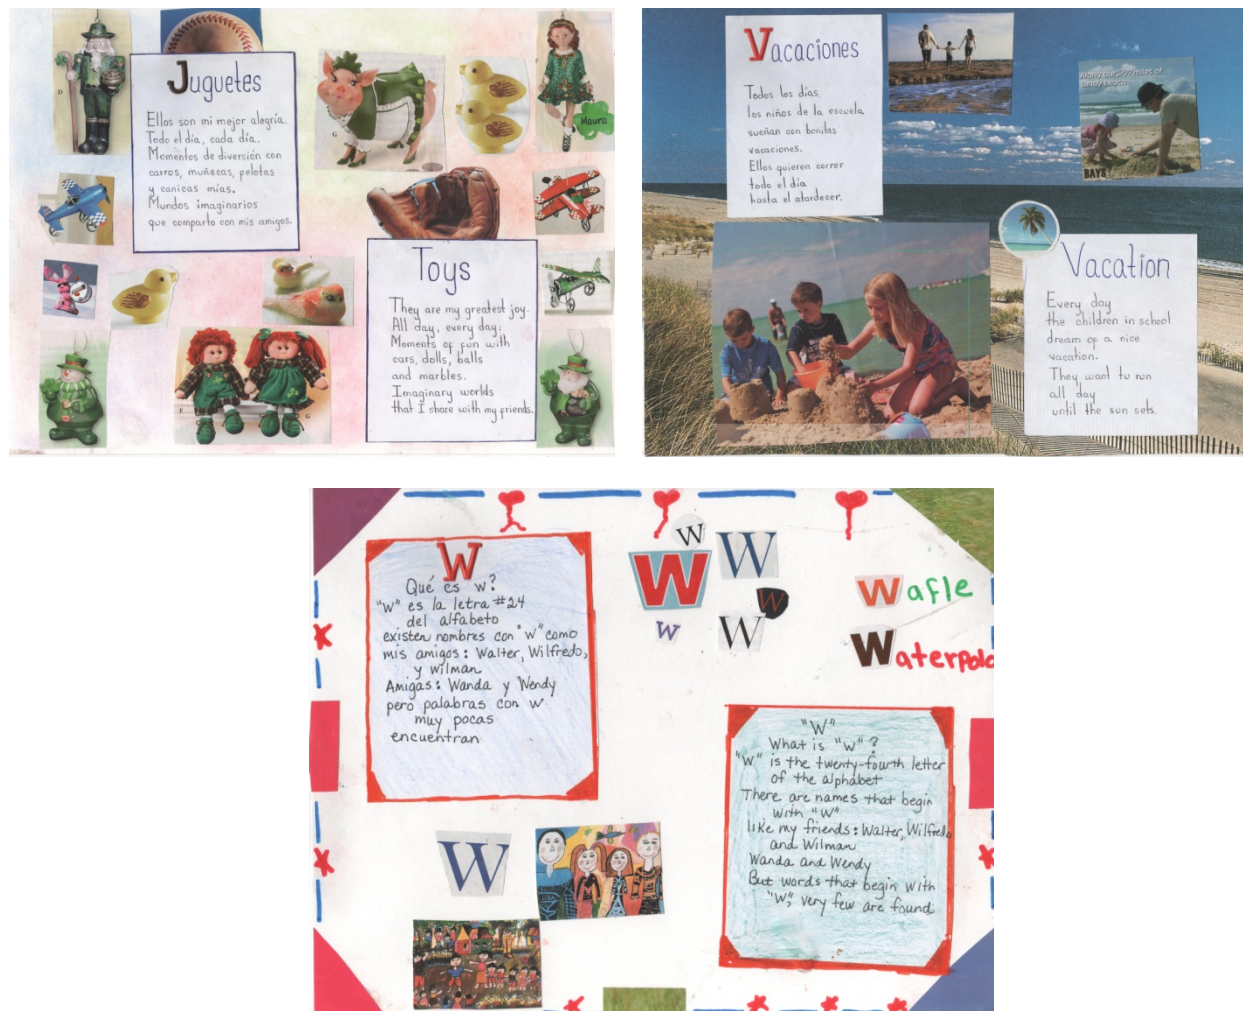 Juguetes
Ellos son mi mejor alegría.
Todo el día, cada día.
Momentos de diversión con
carros, muñecas, pelotas
y canicas mías.
Mundos imaginarios
que comparto con mis amigos.
Maura
Toys
They are my greatest joy.
All day, every day.
Moments of fun with
cars, dolls, balls
and marbles.
Imaginary worlds
that I share with my friends.
Vacaciones
Todos los días,
los niños de la escuela
sueñan con bonitas
vacaciones.
Ellos quieren correr
todo el día
hasta el atardecer.
Along our miles of
sandy beach
BAYS
Vacation
Every day
the children in school
dream of a nice
vacation.
They want to run
all day
until the sun sets.
W
Qué es w?
"W" es la letra #24
del alfabeto
existen nombres con "w" como
mis amigos: Walter, Wilfredo,
y Wilman
Amigas: Wanda y Wendy
pero palabras con w
muy pocas
encuentran
W
W
W
W
W
W
Wafle
Waterpolo
"W"
What is "W"?
"W" is the twenty-fourth letter
of the alphabet
There are names that begin
with "W"
like my friends: Walter, Wilfredo
and Wilman
Wanda and Wendy
But words that begin with
"W", very few are found
W